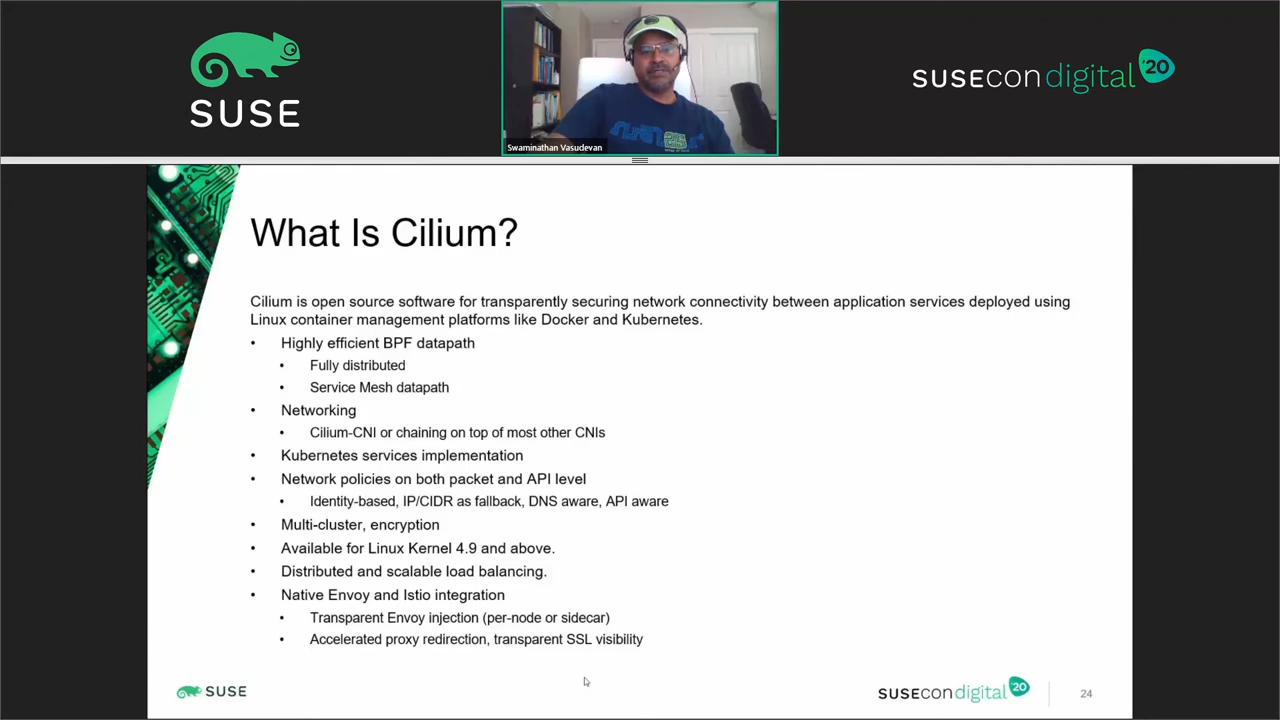 SUSE
SUSEcon digital '20
Swaminathan Vasudevan
What Is Cilium?
Cilium is open source software for transparently securing network connectivity between application services deployed using
Linux container management platforms like Docker and Kubernetes.
• Highly efficient BPF datapath
• Fully distributed
• Service Mesh datapath
• Networking
• Cilium-CNI or chaining on top of most other CNIs
• Kubernetes services implementation
• Network policies on both packet and API level
• Identity-based, IP/CIDR as fallback, DNS aware, API aware
• Multi-cluster, encryption
• Available for Linux Kernel 4.9 and above.
• Distributed and scalable load balancing.
• Native Envoy and Istio integration
• Transparent Envoy injection (per-node or sidecar)
• Accelerated proxy redirection, transparent SSL visibility
SUSE
SUSEcon digital '20
24